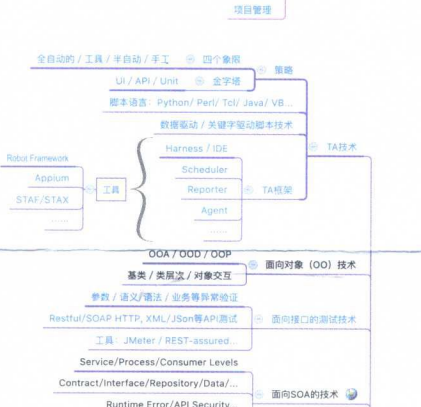 项目管理
全自动的 / 工具 / 半自动 / 手工
四个象限
策略
UI / APi / Unit
金字塔
脚本语言：Python/ Perl/ Tcl/ Java/ VB...
数据驱动 / 关键字驱动脚本技术
Harness / IDE
TA技术
Robot Framework
Scheduler
Appium
工具
Reporter
TA框架
STAF/STAX
Agent
......
......
OOA / OOD / OOP
面向对象（OO）技术
基类 / 类层次 / 对象交互
参数 / 语义/语法 / 业务等异常验证
Restful/SOAP HTTP, XML/JSon等API测试
面向接口的测试技术
工具：JMeter / REST-assured...
Service/Process/Consumer Levels
Contract/Interface/Repository/Data/...
面向SOA的技术
Runtime Error/API Security...